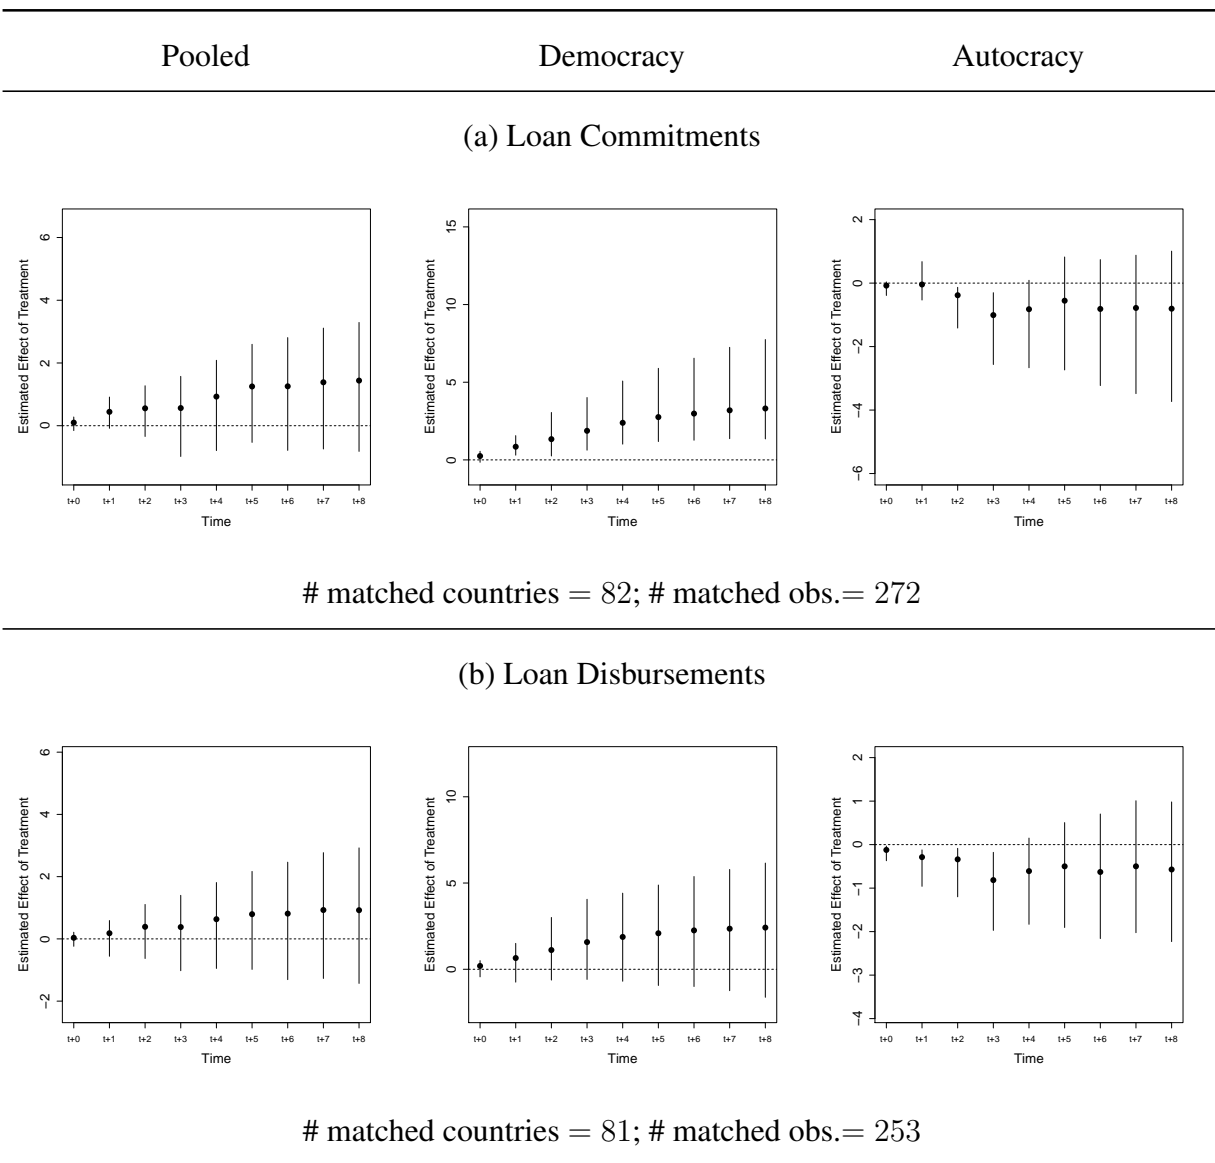 Pooled Democracy Autocracy
(a) Loan Commitments
Estimated Effect of Treatment
6
4
2
0
t+0 t+1 t+2 t+3 t+4 t+5 t+6 t+7 t+8
Time
Estimated Effect of Treatment
15
10
5
0
t+0 t+1 t+2 t+3 t+4 t+5 t+6 t+7 t+8
Time
Estimated Effect of Treatment
2
0
−2
−4
−6
t+0 t+1 t+2 t+3 t+4 t+5 t+6 t+7 t+8
Time
# matched countries = 82; # matched obs.= 272
(b) Loan Disbursements
Estimated Effect of Treatment
6
4
2
0
−2
t+0 t+1 t+2 t+3 t+4 t+5 t+6 t+7 t+8
Time
Estimated Effect of Treatment
10
5
0
t+0 t+1 t+2 t+3 t+4 t+5 t+6 t+7 t+8
Time
Estimated Effect of Treatment
2
1
0
−1
−2
−3
−4
t+0 t+1 t+2 t+3 t+4 t+5 t+6 t+7 t+8
Time
# matched countries = 81; # matched obs.= 253